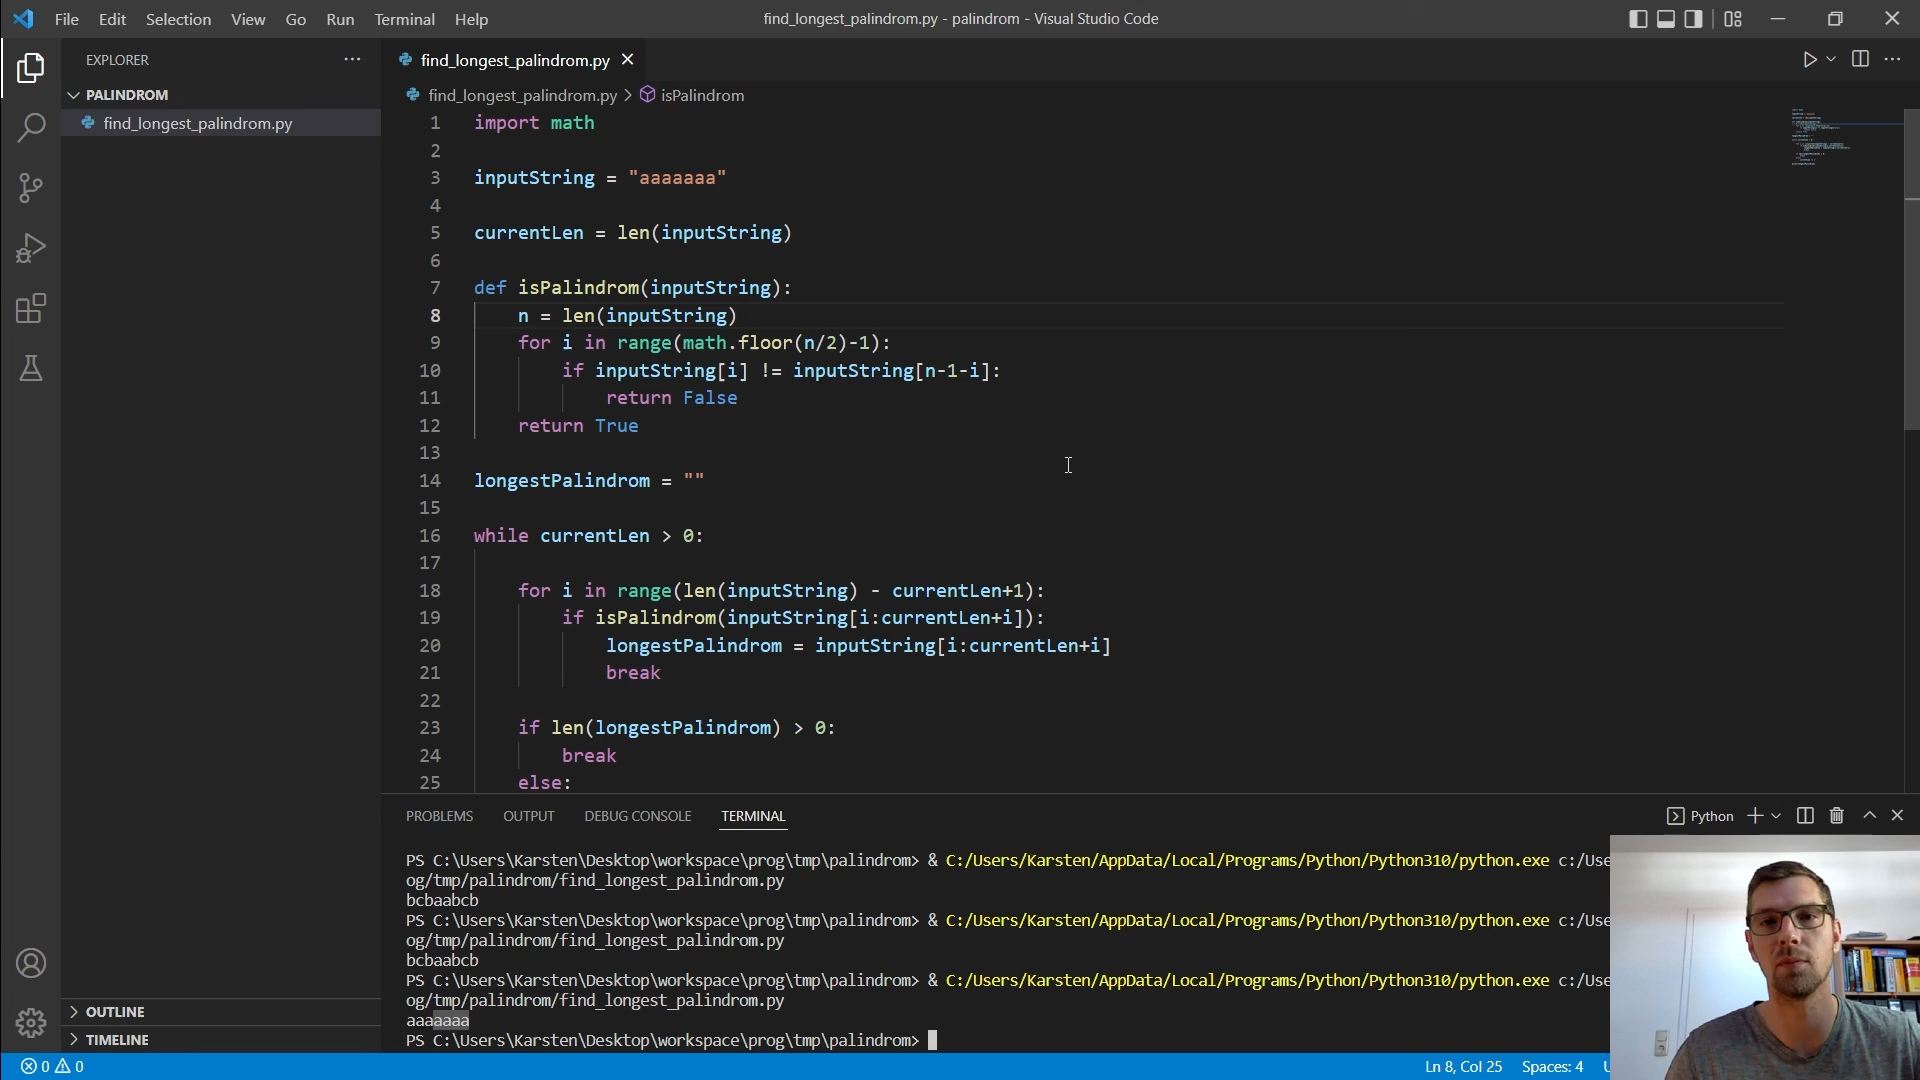 File Edit Selection View Go Run Terminal Help
find_longest_palindrom.py - palindrom - Visual Studio Code
EXPLORER
PALINDROM
find_longest_palindrom.py
OUTLINE
TIMELINE
find_longest_palindrom.py
find_longest_palindrom.py > isPalindrom
1 import math
2
3 inputString = "aaaaaaa"
4
5 currentLen = len(inputString)
6
7 def isPalindrom(inputString):
8 n = len(inputString)
9 for i in range(math.floor(n/2)-1):
10 if inputString[i] != inputString[n-1-i]:
11 return False
12 return True
13
14 longestPalindrom = ""
15
16 while currentLen > 0:
17
18 for i in range(len(inputString) - currentLen+1):
19 if isPalindrom(inputString[i:currentLen+i]):
20 longestPalindrom = inputString[i:currentLen+i]
21 break
22
23 if len(longestPalindrom) > 0:
24 break
25 else:
PROBLEMS OUTPUT DEBUG CONSOLE TERMINAL
Python
PS C:\Users\Karsten\Desktop\workspace\prog\tmp\palindrom> & C:/Users/Karsten/AppData/Local/Programs/Python/Python310/python.exe c:/Use
og/tmp/palindrom/find_longest_palindrom.py
bcbaabcb
PS C:\Users\Karsten\Desktop\workspace\prog\tmp\palindrom> & C:/Users/Karsten/AppData/Local/Programs/Python/Python310/python.exe c:/Use
og/tmp/palindrom/find_longest_palindrom.py
bcbaabcb
PS C:\Users\Karsten\Desktop\workspace\prog\tmp\palindrom> & C:/Users/Karsten/AppData/Local/Programs/Python/Python310/python.exe c:/Use
og/tmp/palindrom/find_longest_palindrom.py
aaaaaaa
PS C:\Users\Karsten\Desktop\workspace\prog\tmp\palindrom>
0 0
Ln 8, Col 25 Spaces: 4